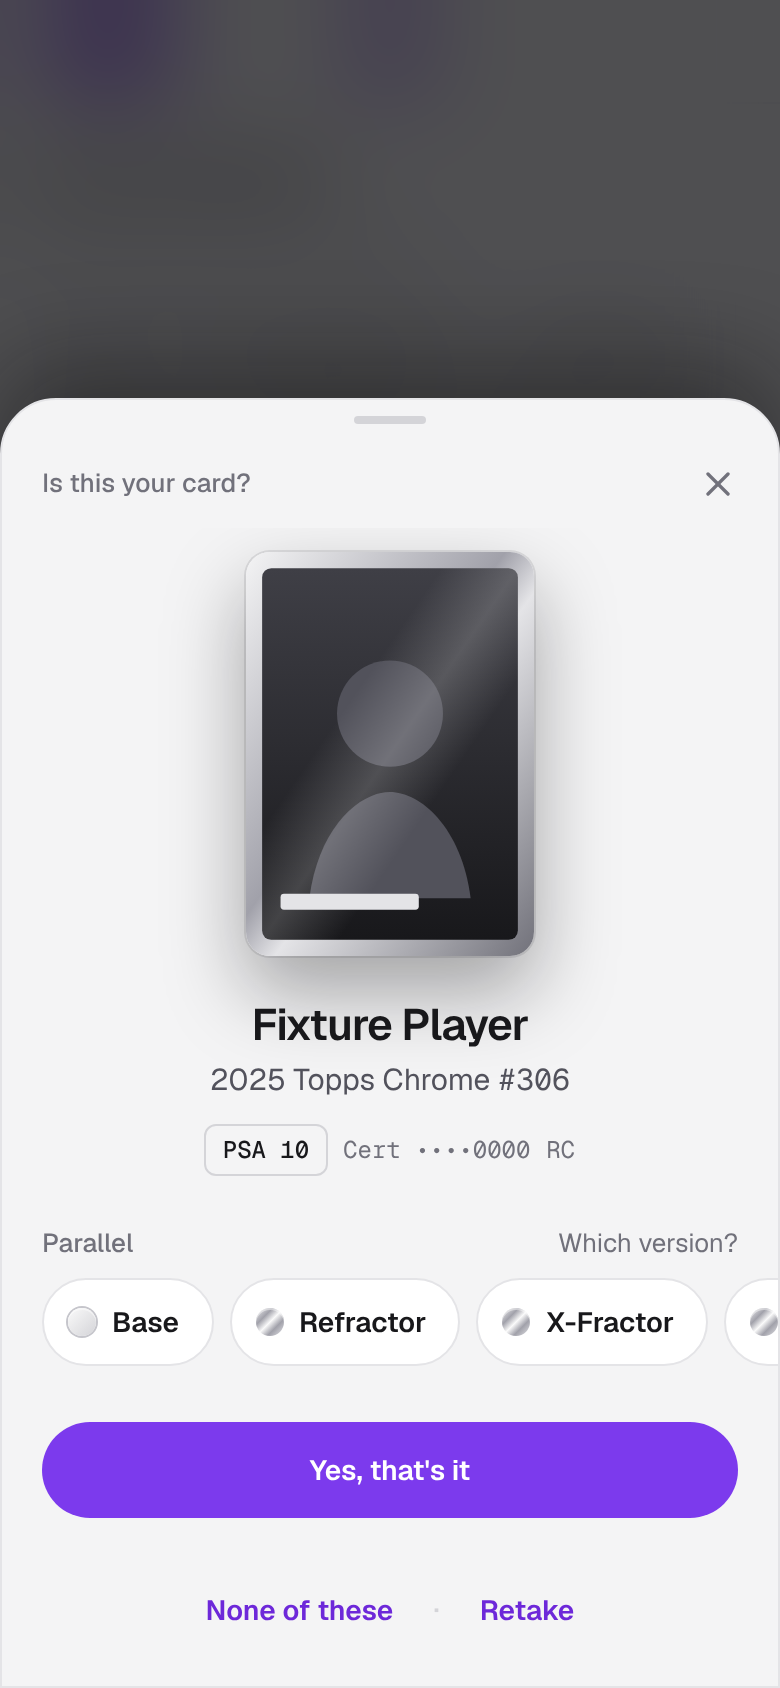 Is this your card?
Fixture Player
2025 Topps Chrome #306
PSA 10 Cert ••••0000 RC
Parallel Which version?
Base Refractor X-Fractor
Yes, that's it
None of these · Retake